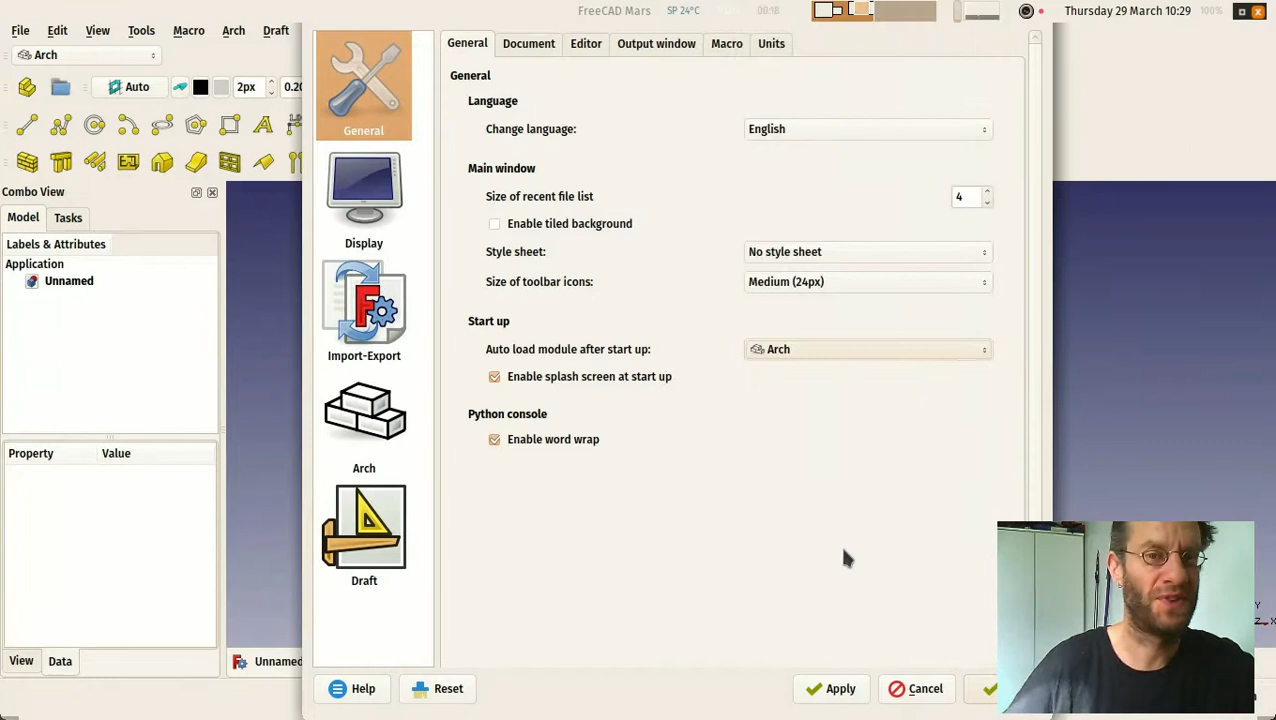 FreeCAD Mars SP 24°C 00:18 Thursday 29 March 10:29 100%
File Edit View Tools Macro Arch Draft
Arch
Auto 2px 0.20
Combo View
Model Tasks
Labels & Attributes
Application
Unnamed
Property Value
View Data
Unnamed
General
Display
Import-Export
Arch
Draft
General Document Editor Output window Macro Units
General
Language
Change language: English
Main window
Size of recent file list 4
Enable tiled background
Style sheet: No style sheet
Size of toolbar icons: Medium (24px)
Start up
Auto load module after start up: Arch
Enable splash screen at start up
Python console
Enable word wrap
Help Reset Apply Cancel
Y
Z X